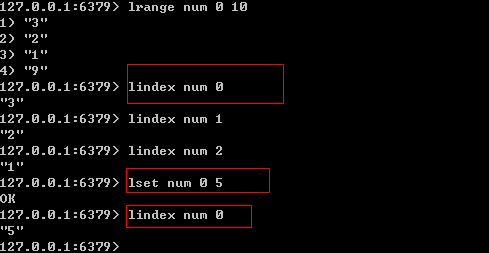 127.0.0.1:6379> lrange num 0 10
1) "3"
2) "2"
3) "1"
4) "9"
127.0.0.1:6379> lindex num 0
"3"
127.0.0.1:6379> lindex num 1
"2"
127.0.0.1:6379> lindex num 2
"1"
127.0.0.1:6379> lset num 0 5
OK
127.0.0.1:6379> lindex num 0
"5"
127.0.0.1:6379>